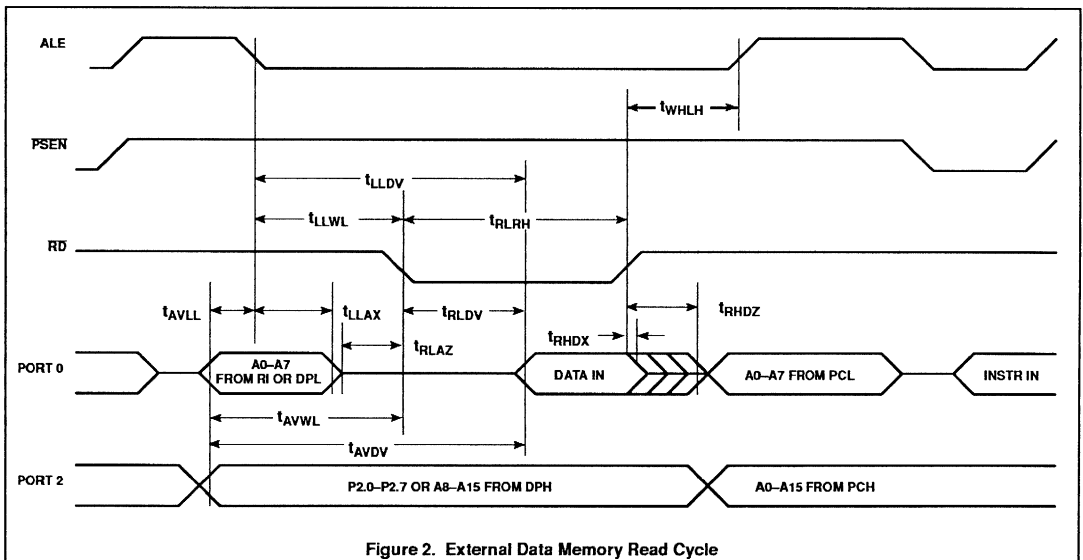 ALE
tWHLH
PSEN
tLLDV
tLLWL
tRLRH
RD
tAVLL
tLLAX
tRLDV
tRHDZ
tRLAZ
tRHDX
PORT 0
A0–A7
FROM RI OR DPL
DATA IN
A0–A7 FROM PCL
INSTR IN
tAVWL
tAVDV
PORT 2
P2.0–P2.7 OR A8–A15 FROM DPH
A0–A15 FROM PCH
Figure 2. External Data Memory Read Cycle